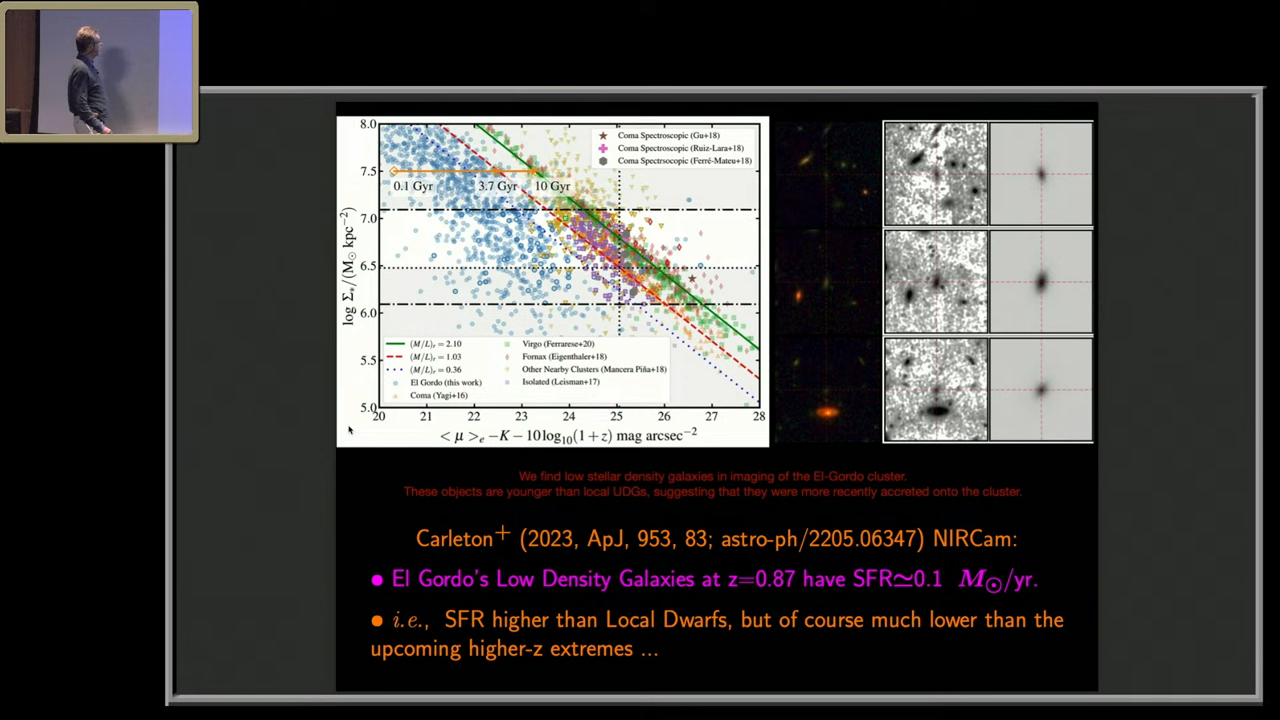 8.0
7.5
7.0
6.5
6.0
5.5
5.0
log Σ*/(M⊙ kpc⁻²)
Coma Spectroscopic (Gu+18)
Coma Spectroscopic (Ruiz-Lara+18)
Coma Spectrsocopic (Ferré-Mateu+18)
0.1 Gyr
3.7 Gyr
10 Gyr
(M/L)r = 2.10
(M/L)r = 1.03
(M/L)r = 0.36
El Gordo (this work)
Coma (Yagi+16)
Virgo (Ferrarese+20)
Fornax (Eigenthaler+18)
Other Nearby Clusters (Mancera Piña+18)
Isolated (Leisman+17)
20 21 22 23 24 25 26 27 28
< μ >e −K − 10 log₁₀(1 + z) mag arcsec⁻²
We find low stellar density galaxies in imaging of the El-Gordo cluster.
These objects are younger than local UDGs, suggesting that they were more recently accreted onto the cluster.
Carleton⁺ (2023, ApJ, 953, 83; astro-ph/2205.06347) NIRCam:
● El Gordo's Low Density Galaxies at z=0.87 have SFR≃0.1 M⊙/yr.
● i.e., SFR higher than Local Dwarfs, but of course much lower than the
upcoming higher-z extremes ...